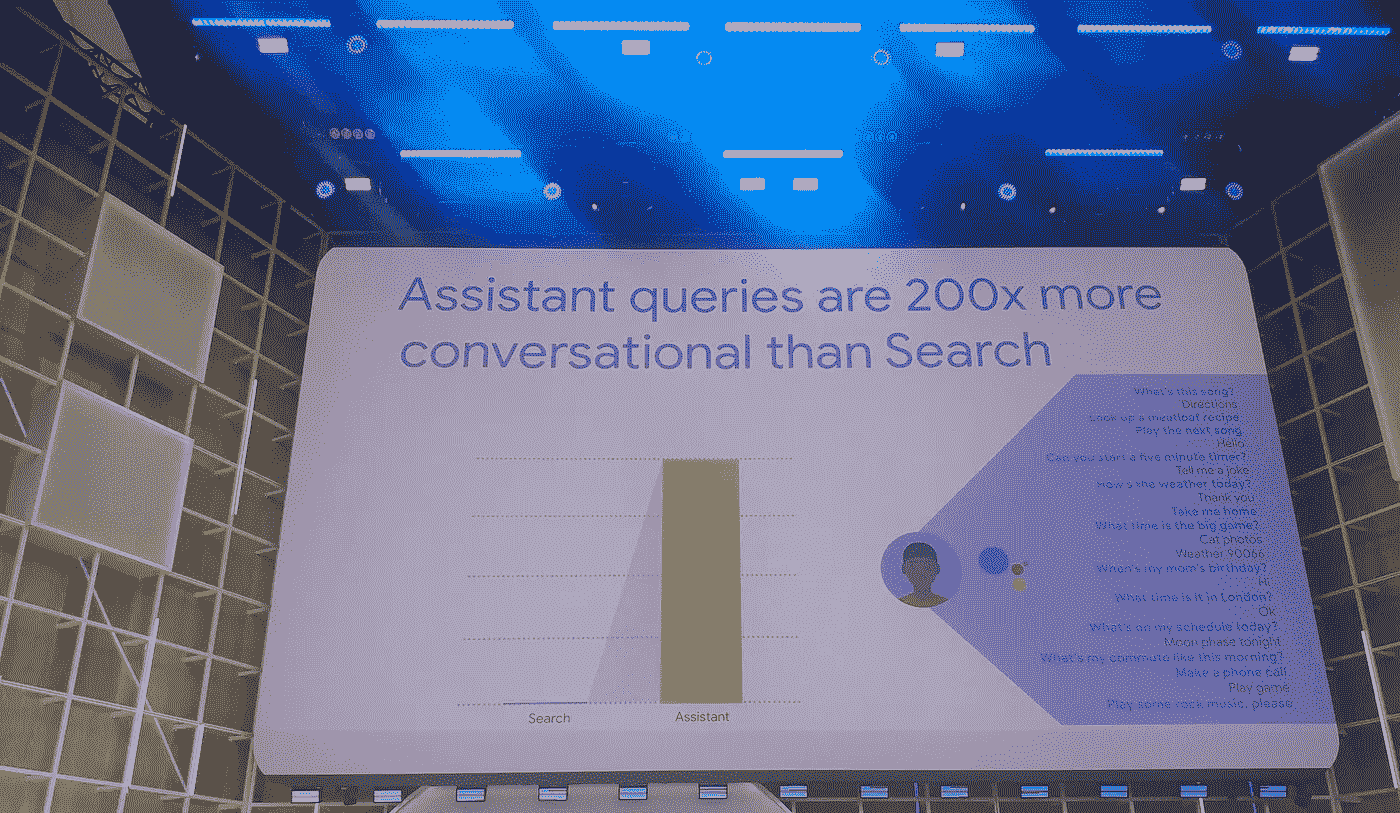 Assistant queries are 200x more
conversational than Search
What's this song?
Directions
Look up a meatloaf recipe
Play the next song
Hello
Can you start a five minute timer?
Tell me a joke
How's the weather today?
Thank you
Take me home
What time is the big game?
Cat photos
Weather 90066
When's my mom's birthday?
Hi
What time is it in London?
OK
What's on my schedule today?
Moon phase tonight
What's my commute like this morning?
Make a phone call
Play game
Play some rock music, please
Search
Assistant